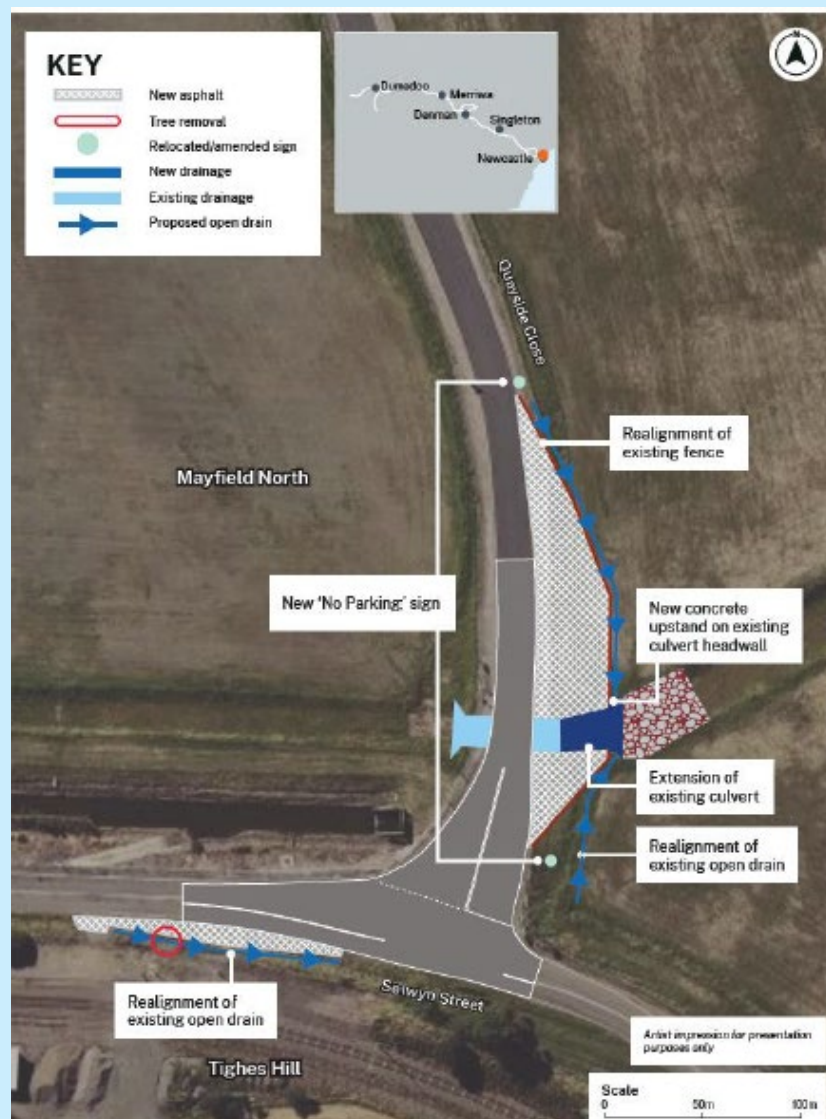 KEY
New asphalt
Tree removal
Relocated/amended sign
New drainage
Existing drainage
Proposed open drain
N
Dunedoo
Merriwa
Denman
Singleton
Newcastle
Quayside Close
Realignment of
existing fence
Mayfield North
New 'No Parking' sign
New concrete
upstand on existing
culvert headwall
Extension of
existing culvert
Realignment of
existing open drain
Realignment of
existing open drain
Selwyn Street
Tighes Hill
Artist impression for presentation
purposes only
Scale
0 50m 100m